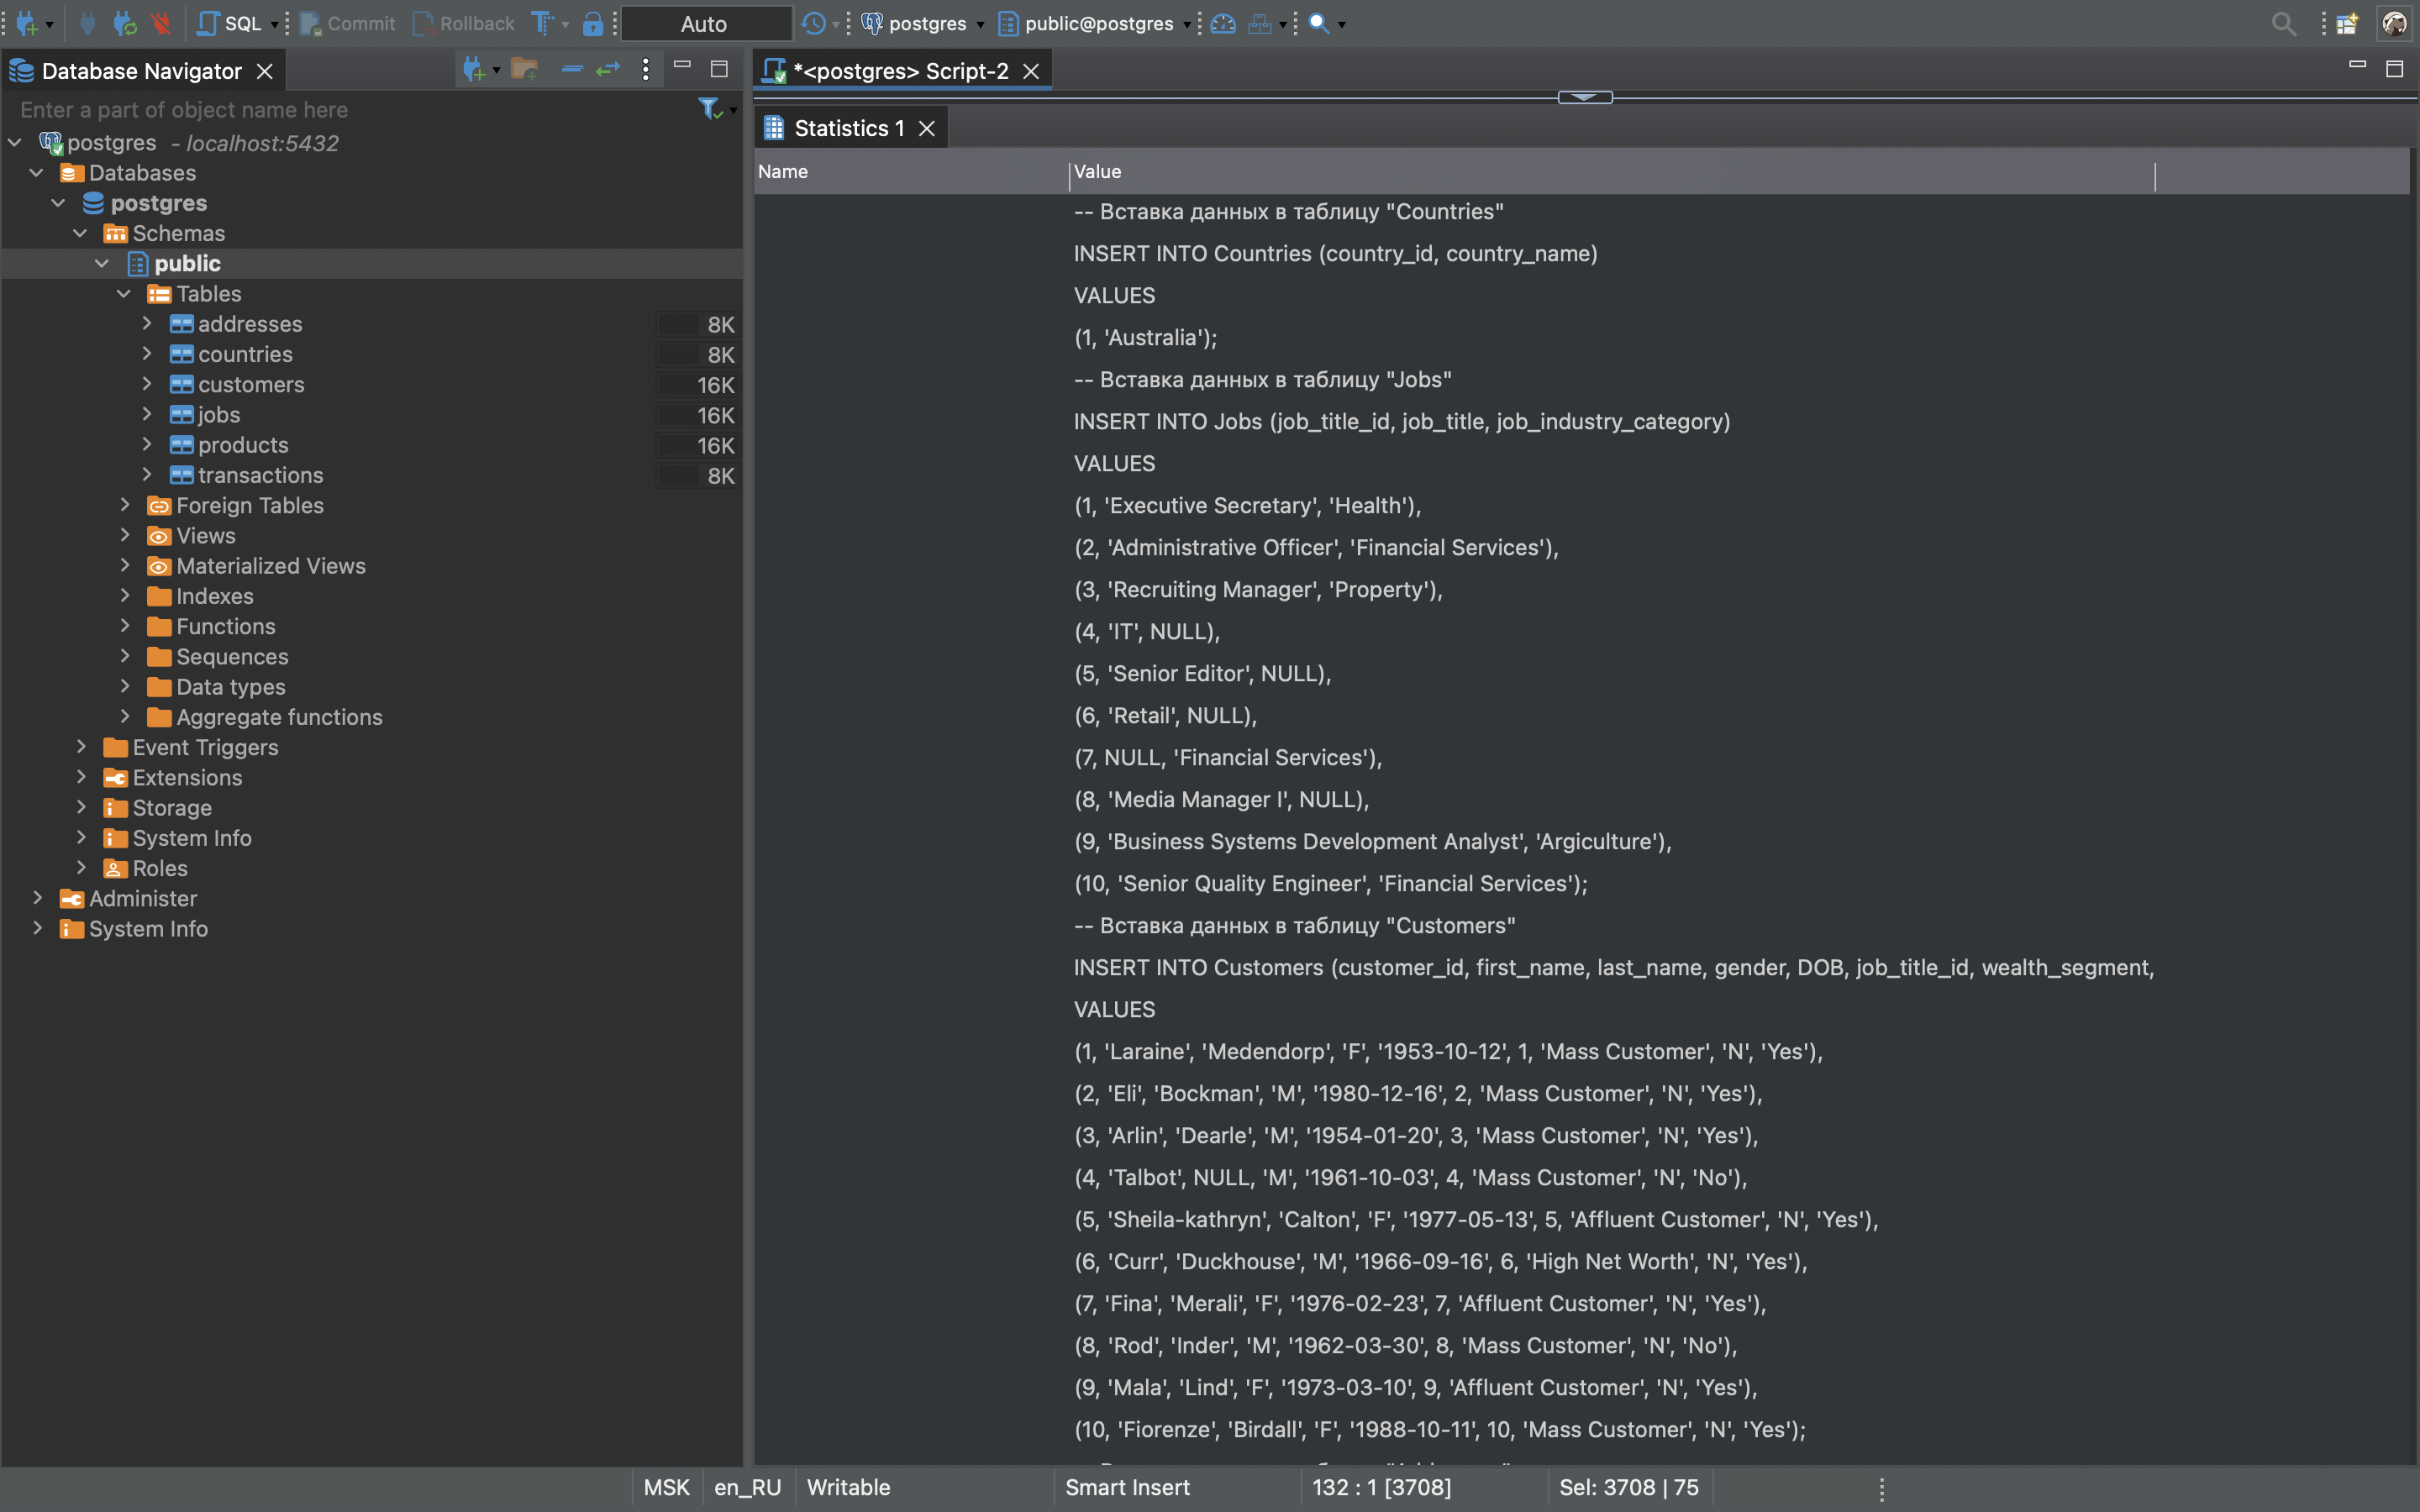 SQL
Commit
Rollback
Auto
postgres
public@postgres
Database Navigator
Enter a part of object name here
postgres - localhost:5432
Databases
postgres
Schemas
public
Tables
addresses 8K
countries 8K
customers 16K
jobs 16K
products 16K
transactions 8K
Foreign Tables
Views
Materialized Views
Indexes
Functions
Sequences
Data types
Aggregate functions
Event Triggers
Extensions
Storage
System Info
Roles
Administer
System Info
*<postgres> Script-2
Statistics 1
Name Value
-- Вставка данных в таблицу "Countries"
INSERT INTO Countries (country_id, country_name)
VALUES
(1, 'Australia');
-- Вставка данных в таблицу "Jobs"
INSERT INTO Jobs (job_title_id, job_title, job_industry_category)
VALUES
(1, 'Executive Secretary', 'Health'),
(2, 'Administrative Officer', 'Financial Services'),
(3, 'Recruiting Manager', 'Property'),
(4, 'IT', NULL),
(5, 'Senior Editor', NULL),
(6, 'Retail', NULL),
(7, NULL, 'Financial Services'),
(8, 'Media Manager I', NULL),
(9, 'Business Systems Development Analyst', 'Argiculture'),
(10, 'Senior Quality Engineer', 'Financial Services');
-- Вставка данных в таблицу "Customers"
INSERT INTO Customers (customer_id, first_name, last_name, gender, DOB, job_title_id, wealth_segment,
VALUES
(1, 'Laraine', 'Medendorp', 'F', '1953-10-12', 1, 'Mass Customer', 'N', 'Yes'),
(2, 'Eli', 'Bockman', 'M', '1980-12-16', 2, 'Mass Customer', 'N', 'Yes'),
(3, 'Arlin', 'Dearle', 'M', '1954-01-20', 3, 'Mass Customer', 'N', 'Yes'),
(4, 'Talbot', NULL, 'M', '1961-10-03', 4, 'Mass Customer', 'N', 'No'),
(5, 'Sheila-kathryn', 'Calton', 'F', '1977-05-13', 5, 'Affluent Customer', 'N', 'Yes'),
(6, 'Curr', 'Duckhouse', 'M', '1966-09-16', 6, 'High Net Worth', 'N', 'Yes'),
(7, 'Fina', 'Merali', 'F', '1976-02-23', 7, 'Affluent Customer', 'N', 'Yes'),
(8, 'Rod', 'Inder', 'M', '1962-03-30', 8, 'Mass Customer', 'N', 'No'),
(9, 'Mala', 'Lind', 'F', '1973-03-10', 9, 'Affluent Customer', 'N', 'Yes'),
(10, 'Fiorenze', 'Birdall', 'F', '1988-10-11', 10, 'Mass Customer', 'N', 'Yes');
MSK en_RU Writable Smart Insert 132 : 1 [3708] Sel: 3708 | 75